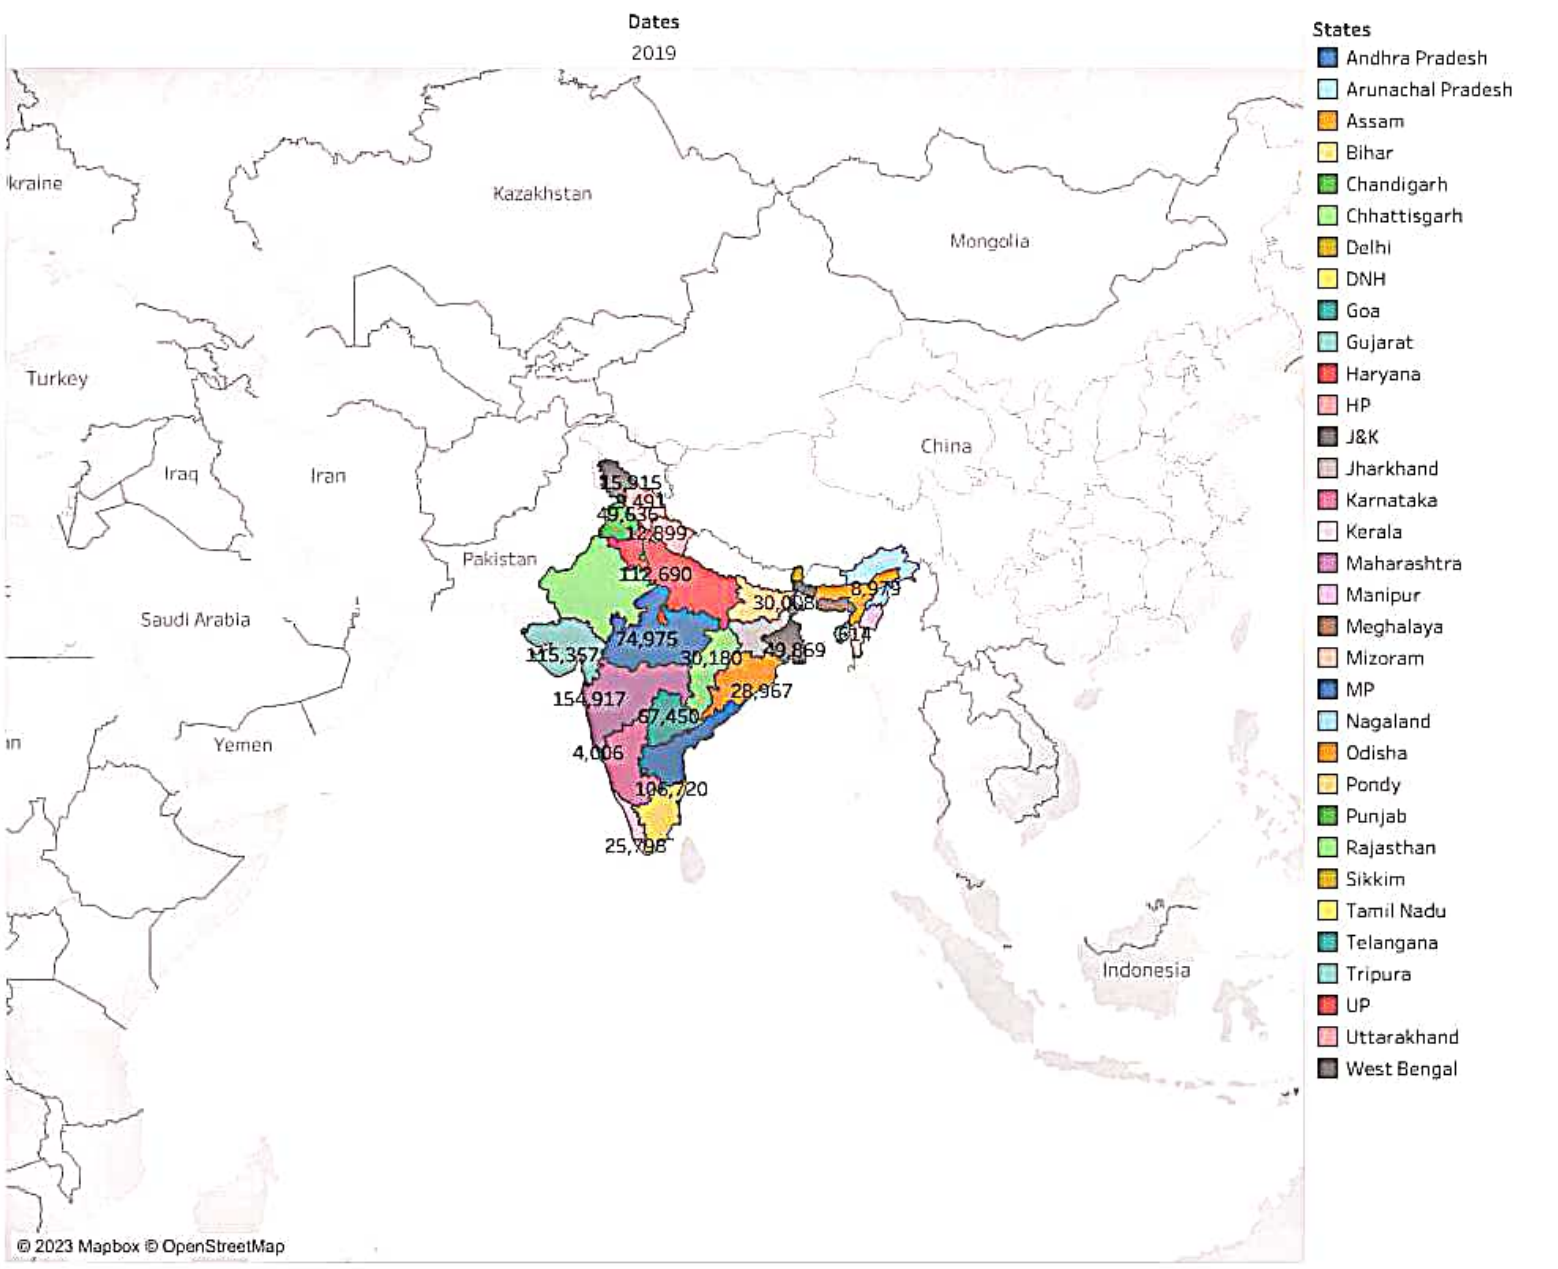 Dates
2019
States
Andhra Pradesh
Arunachal Pradesh
Assam
Bihar
Chandigarh
Chhattisgarh
Delhi
DNH
Goa
Gujarat
Haryana
HP
J&K
Jharkhand
Karnataka
Kerala
Maharashtra
Manipur
Meghalaya
Mizoram
MP
Nagaland
Odisha
Pondy
Punjab
Rajasthan
Sikkim
Tamil Nadu
Telangana
Tripura
UP
Uttarakhand
West Bengal
kraine
Kazakhstan
Mongolia
Turkey
China
Iraq
Iran
15,915
9,491
49,636
12,899
Pakistan
112,690
8,979
30,008
Saudi Arabia
614
74,975
49,869
115,357
30,180
28,967
154,917
67,450
an
Yemen
4,006
106,720
25,798
Indonesia
© 2023 Mapbox © OpenStreetMap